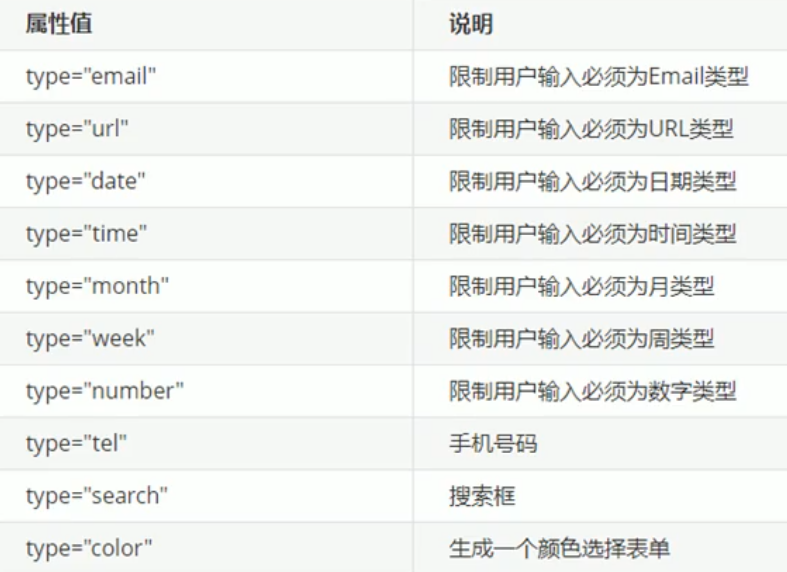 属性值 说明
type="email" 限制用户输入必须为Email类型
type="url" 限制用户输入必须为URL类型
type="date" 限制用户输入必须为日期类型
type="time" 限制用户输入必须为时间类型
type="month" 限制用户输入必须为月类型
type="week" 限制用户输入必须为周类型
type="number" 限制用户输入必须为数字类型
type="tel" 手机号码
type="search" 搜索框
type="color" 生成一个颜色选择表单